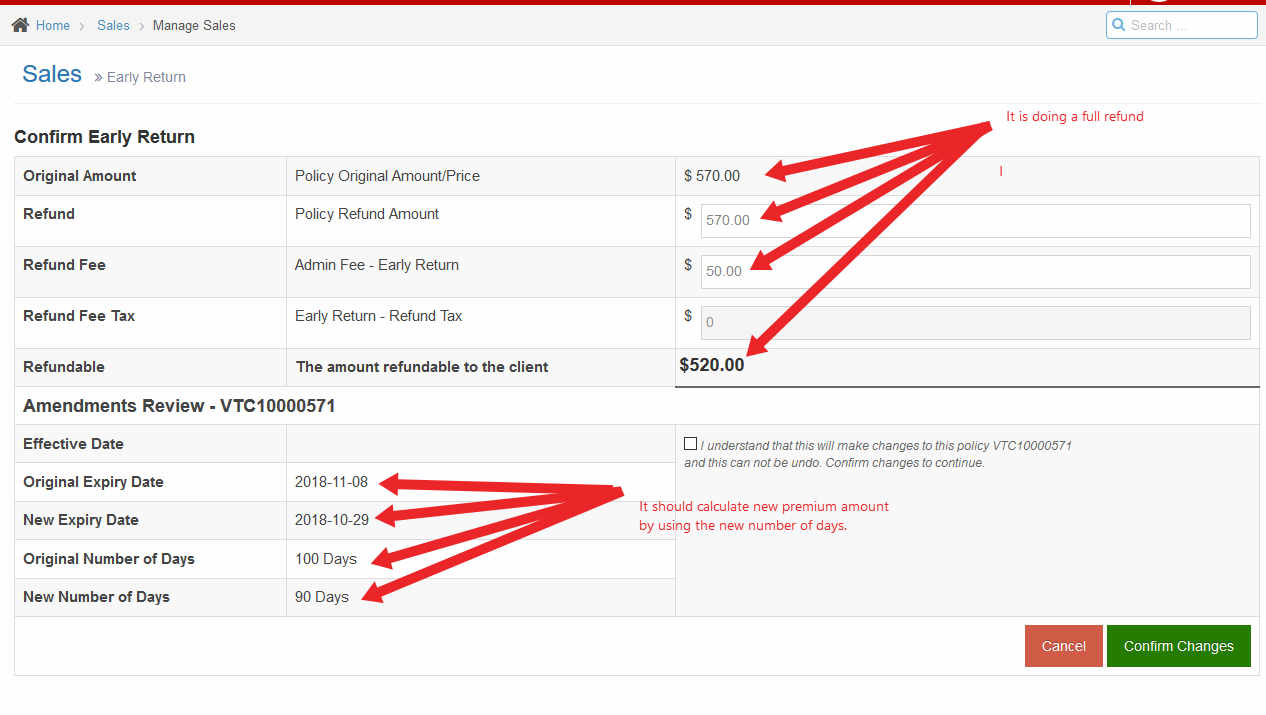 Home > Sales > Manage Sales
Search ...
Sales » Early Return
It is doing a full refund
Confirm Early Return
Original Amount Policy Original Amount/Price $ 570.00
Refund Policy Refund Amount $ 570.00
Refund Fee Admin Fee - Early Return $ 50.00
Refund Fee Tax Early Return - Refund Tax $ 0
Refundable The amount refundable to the client $520.00
Amendments Review - VTC10000571
Effective Date
I understand that this will make changes to this policy VTC10000571
and this can not be undo. Confirm changes to continue.
Original Expiry Date 2018-11-08
New Expiry Date 2018-10-29
It should calculate new premium amount
by using the new number of days.
Original Number of Days 100 Days
New Number of Days 90 Days
Cancel Confirm Changes